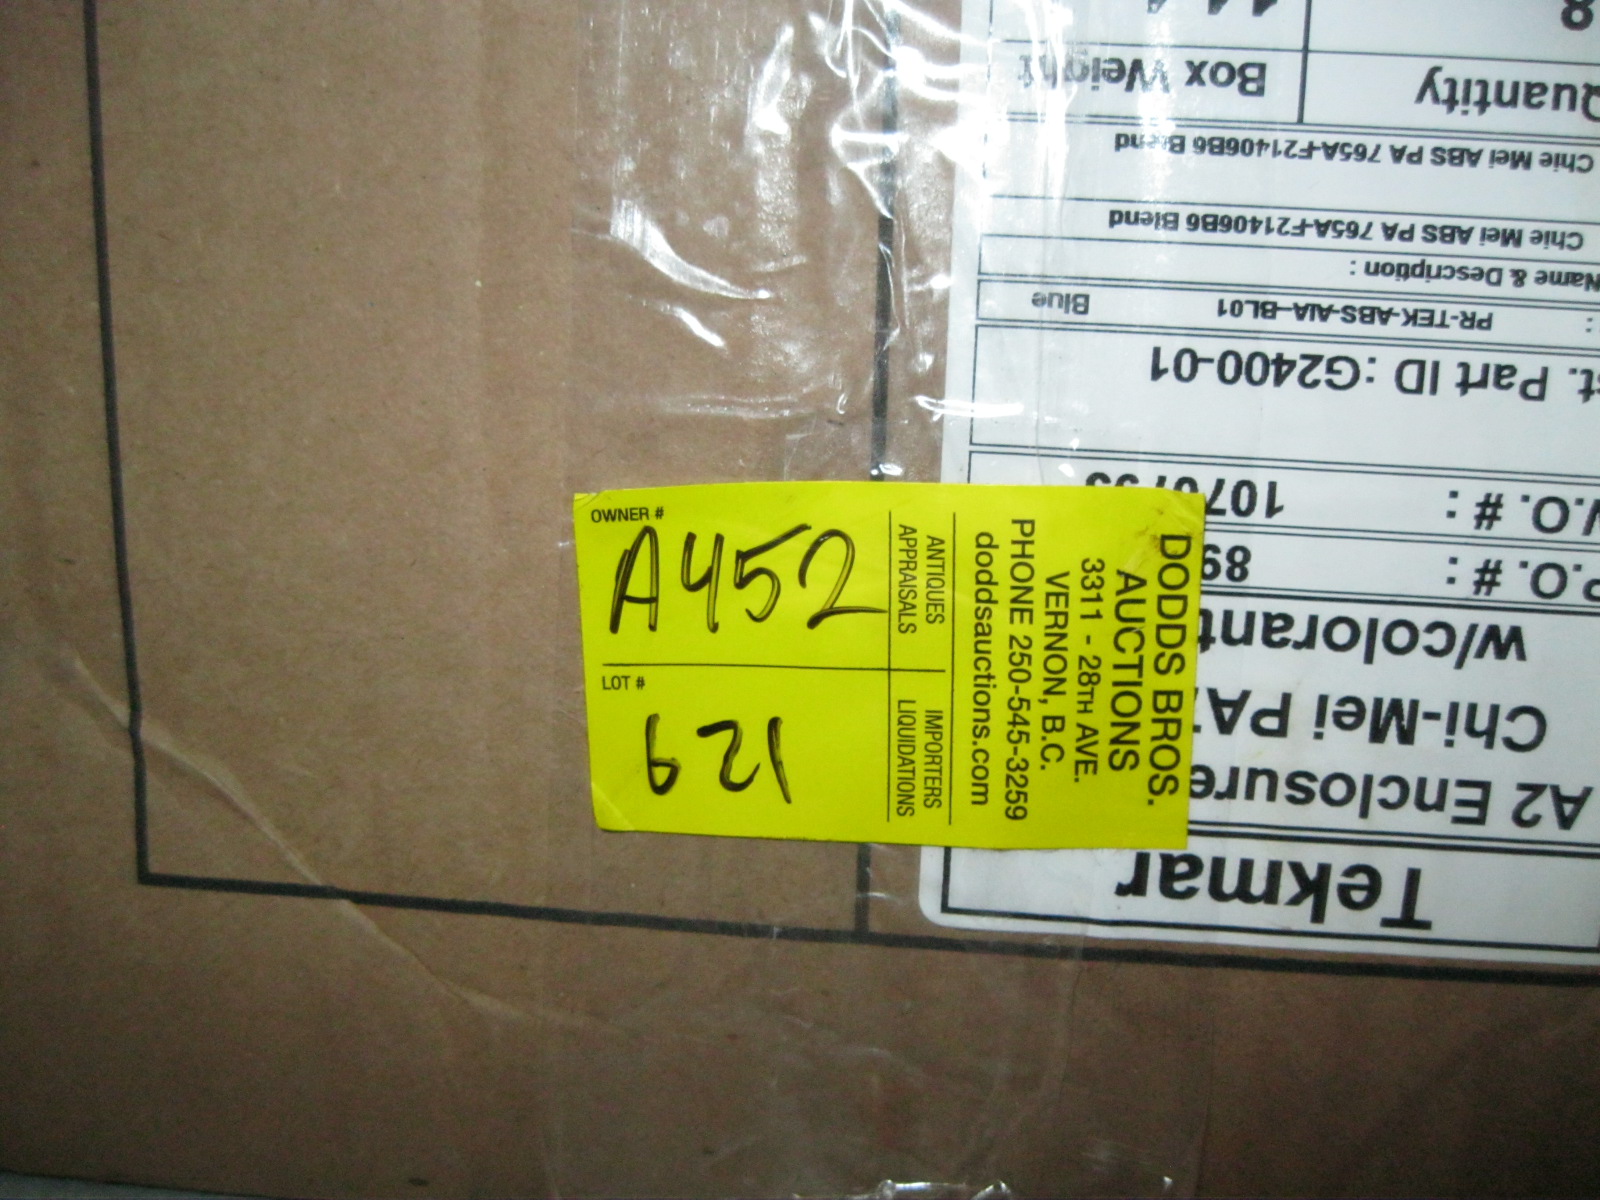 OWNER #
A452
LOT #
621
ANTIQUES
APPRAISALS
IMPORTERS
LIQUIDATIONS
DODDS BROS.
AUCTIONS
3311 - 28TH AVE.
VERNON, B.C.
PHONE 250-545-3259
doddsauctions.com
Tekmar
A2 Enclosure
Chi-Mei PA
w/colorant
P.O. # : 89
W.O. # :
Part ID : G2400-01
: PR-TEK-ABS-AIA-BL01 Blue
Name & Description :
Chie Mei ABS PA 765A-F21406B6 Blend
Chie Mei ABS PA 765A-F21406B6 Blend
Quantity Box Weight
8